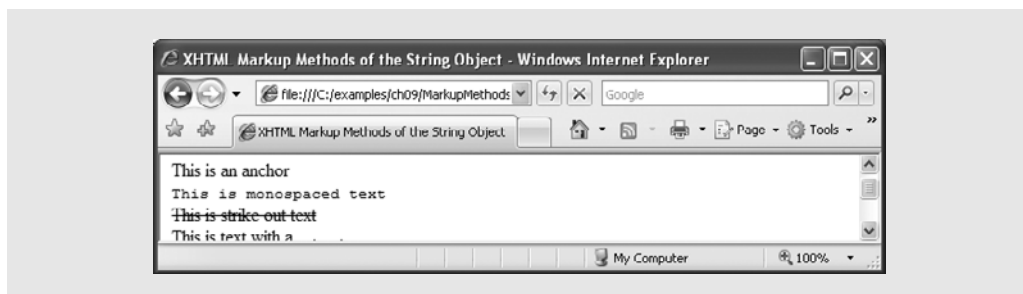 XHTML Markup Methods of the String Object - Windows Internet Explorer
file:///C:/examples/ch09/MarkupMethods
Google
XHTML Markup Methods of the String Object
Page
Tools
»
This is an anchor
This is monospaced text
This is strike out text
This is text with a
My Computer
100%